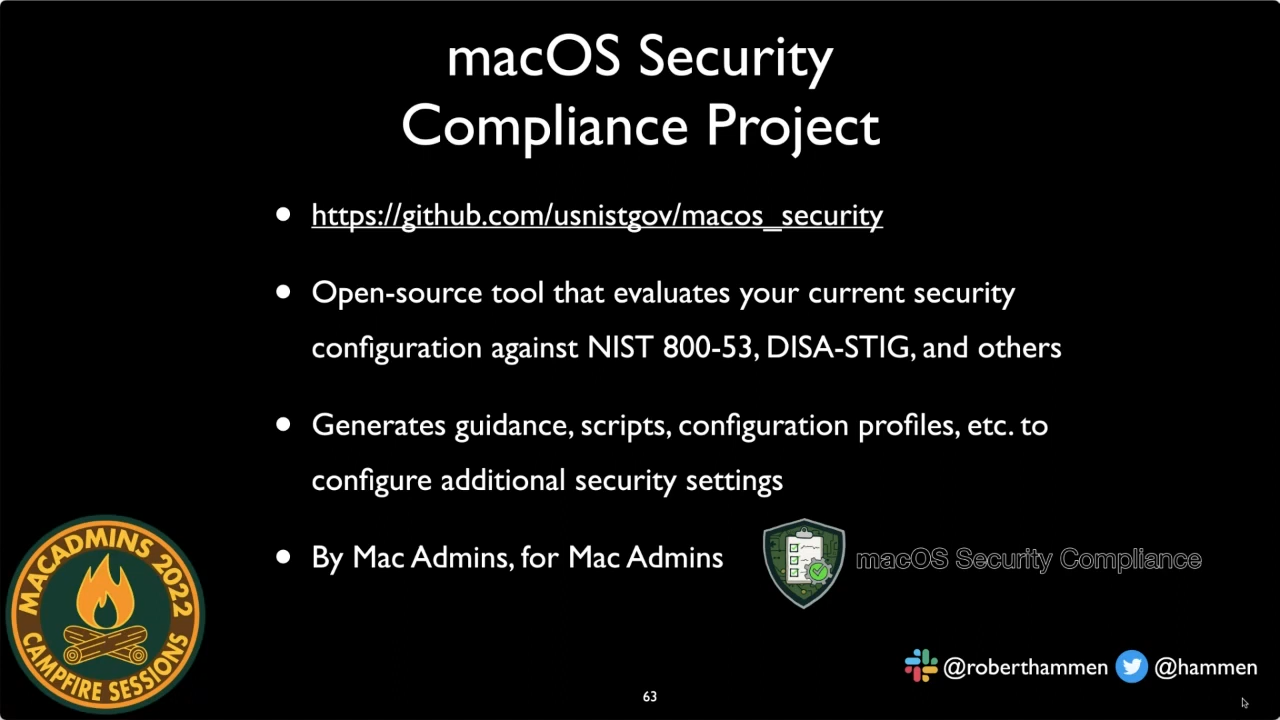 macOS Security
Compliance Project
• https://github.com/usnistgov/macos_security
• Open-source tool that evaluates your current security
configuration against NIST 800-53, DISA-STIG, and others
• Generates guidance, scripts, configuration profiles, etc. to
configure additional security settings
• By Mac Admins, for Mac Admins
macOS Security Compliance
MACADMINS 2022
CAMPFIRE SESSIONS
@roberthammen @hammen
63